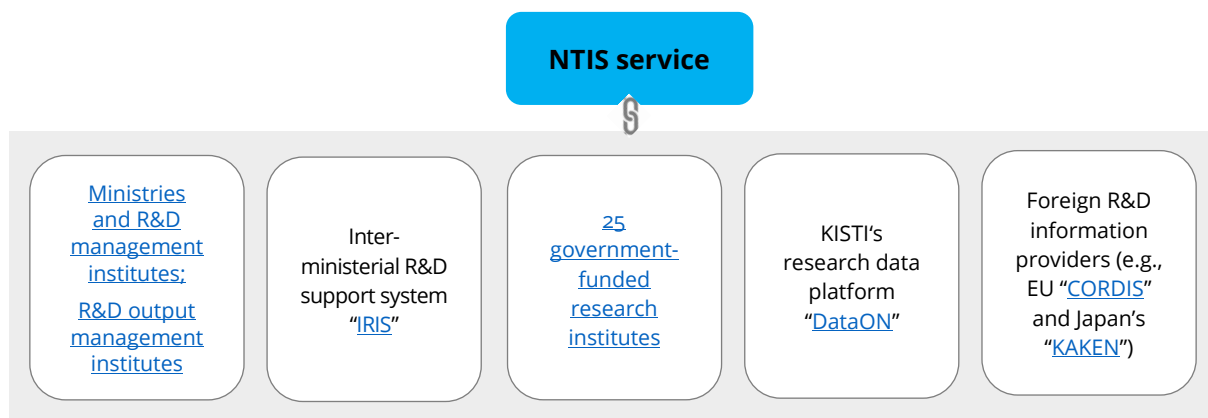 NTIS service
Ministries
and R&D
management
institutes;
R&D output
management
institutes
Inter-
ministerial R&D
support system
“IRIS”
25
government-
funded
research
institutes
KISTI‘s
research data
platform
“DataON”
Foreign R&D
information
providers (e.g.,
EU “CORDIS”
and Japan’s
“KAKEN”)